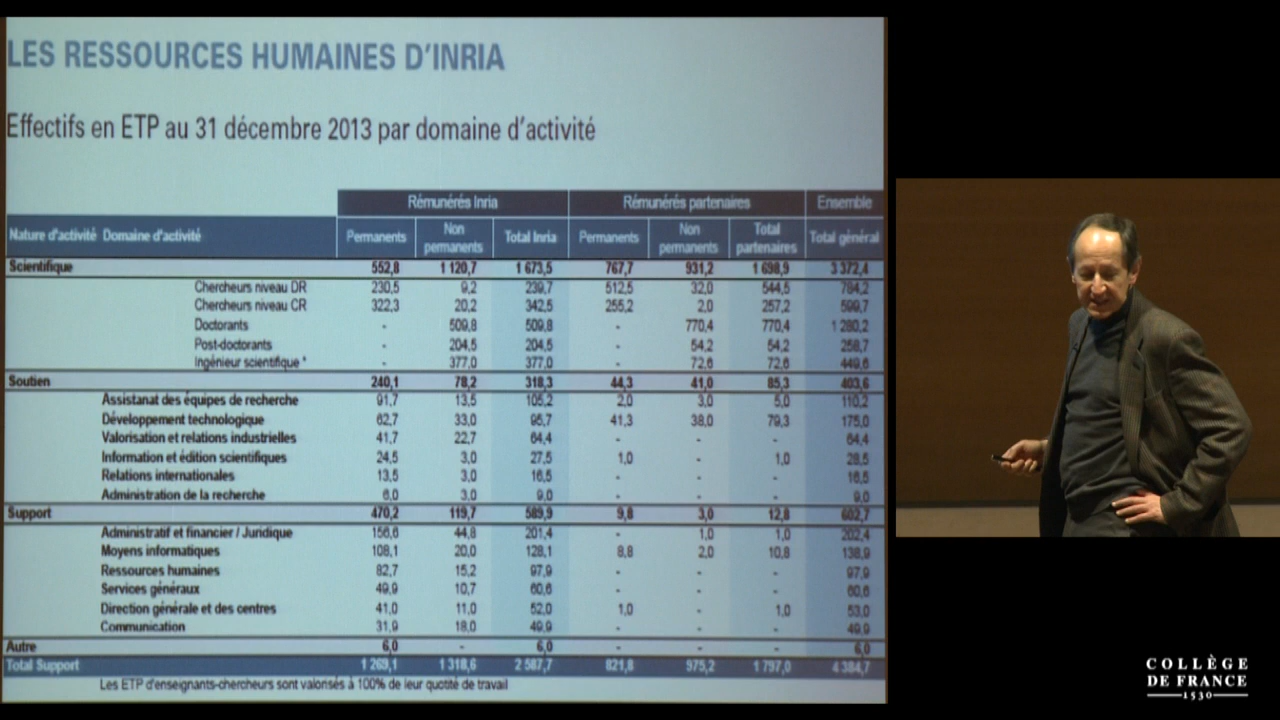 LES RESSOURCES HUMAINES D'INRIA
Effectifs en ETP au 31 décembre 2013 par domaine d'activité
Rémunérés Inria Rémunérés partenaires Ensemble
Nature d'activité Domaine d'activité Permanents Non permanents Total Inria Permanents Non permanents Total partenaires Total général
Scientifique 552,8 1 120,7 1 673,5 767,7 931,2 1 698,9 3 372,4
Chercheurs niveau DR 230,5 9,2 239,7 512,5 32,0 544,5 784,2
Chercheurs niveau CR 322,3 20,2 342,5 255,2 2,0 257,2 599,7
Doctorants - 509,8 509,8 - 770,4 770,4 1 280,2
Post-doctorants - 204,5 204,5 - 54,2 54,2 258,7
Ingénieur scientifique * - 377,0 377,0 - 72,6 72,6 449,6
Soutien 240,1 78,2 318,3 44,3 41,0 85,3 403,6
Assistanat des équipes de recherche 91,7 13,5 105,2 2,0 3,0 5,0 110,2
Développement technologique 62,7 33,0 95,7 41,3 38,0 79,3 175,0
Valorisation et relations industrielles 41,7 22,7 64,4 - - - 64,4
Information et édition scientifiques 24,5 3,0 27,5 1,0 - 1,0 28,5
Relations internationales 13,5 3,0 16,5 - - - 16,5
Administration de la recherche 6,0 3,0 9,0 - - - 9,0
Support 470,2 119,7 589,9 9,8 3,0 12,8 602,7
Administratif et financier / Juridique 156,6 44,8 201,4 - 1,0 1,0 202,4
Moyens informatiques 108,1 20,0 128,1 8,8 2,0 10,8 138,9
Ressources humaines 82,7 15,2 97,9 - - - 97,9
Services généraux 49,9 10,7 60,6 - - - 60,6
Direction générale et des centres 41,0 11,0 52,0 1,0 - 1,0 53,0
Communication 31,9 18,0 49,9 - - - 49,9
Autre 6,0 - 6,0 - - - 6,0
Total Support 1 269,1 1 318,6 2 587,7 821,8 975,2 1 797,0 4 384,7
Les ETP d'enseignants-chercheurs sont valorisés à 100% de leur quotité de travail
COLLÈGE
DE FRANCE
1530